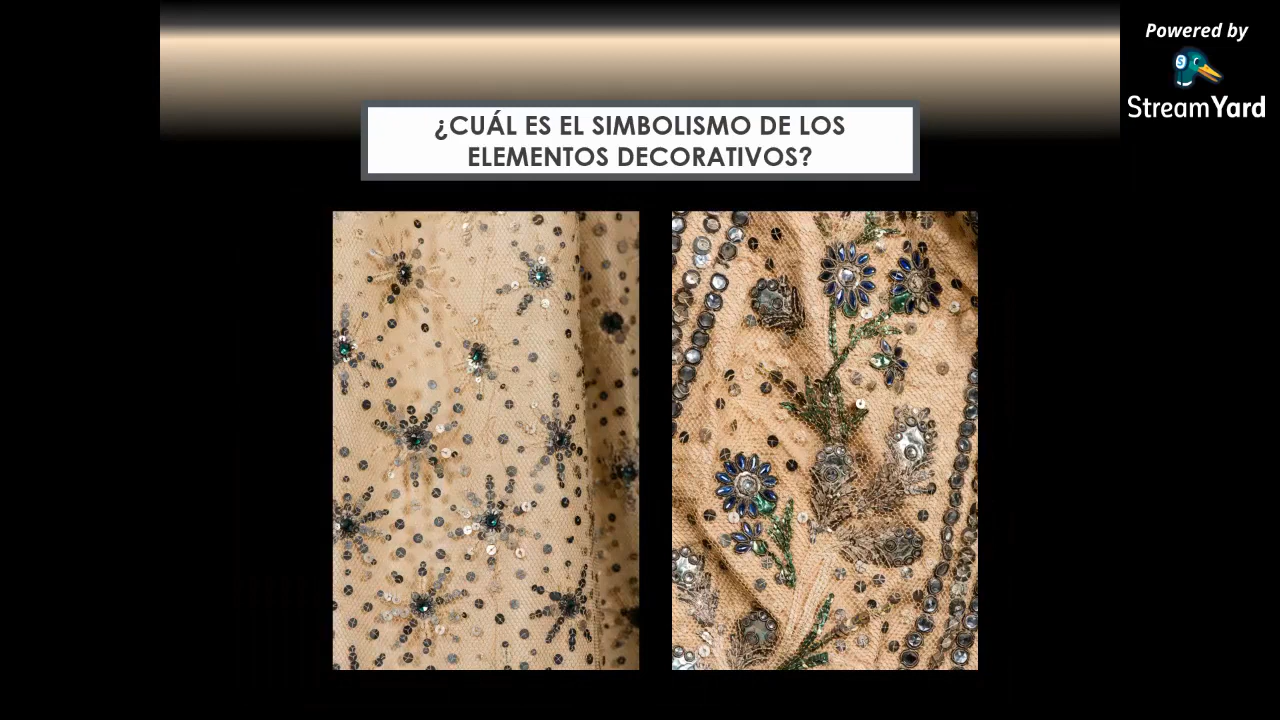 Powered by
StreamYard
¿CUÁL ES EL SIMBOLISMO DE LOS
ELEMENTOS DECORATIVOS?